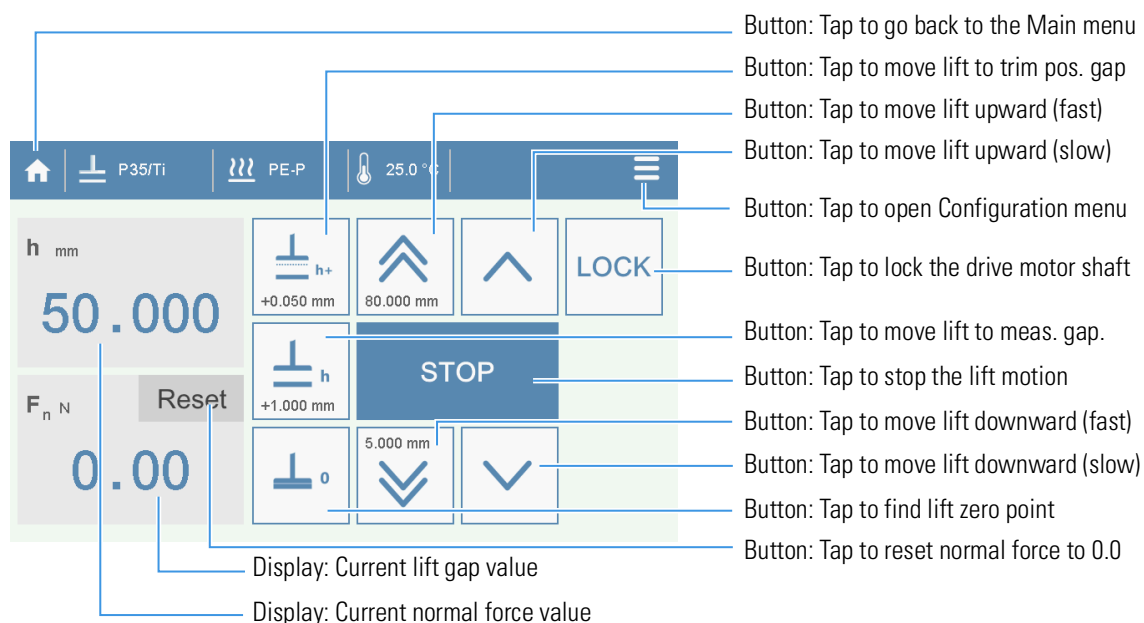 Button: Tap to go back to the Main menu
Button: Tap to move lift to trim pos. gap
Button: Tap to move lift upward (fast)
Button: Tap to move lift upward (slow)
Button: Tap to open Configuration menu
Button: Tap to lock the drive motor shaft
Button: Tap to move lift to meas. gap.
Button: Tap to stop the lift motion
Button: Tap to move lift downward (fast)
Button: Tap to move lift downward (slow)
Button: Tap to find lift zero point
Button: Tap to reset normal force to 0.0
P35/Ti
PE-P
25.0 °C
h mm
50.000
h+
+0.050 mm
80.000 mm
LOCK
h
+1.000 mm
STOP
Fn N
Reset
0.00
0
5.000 mm
Display: Current lift gap value
Display: Current normal force value